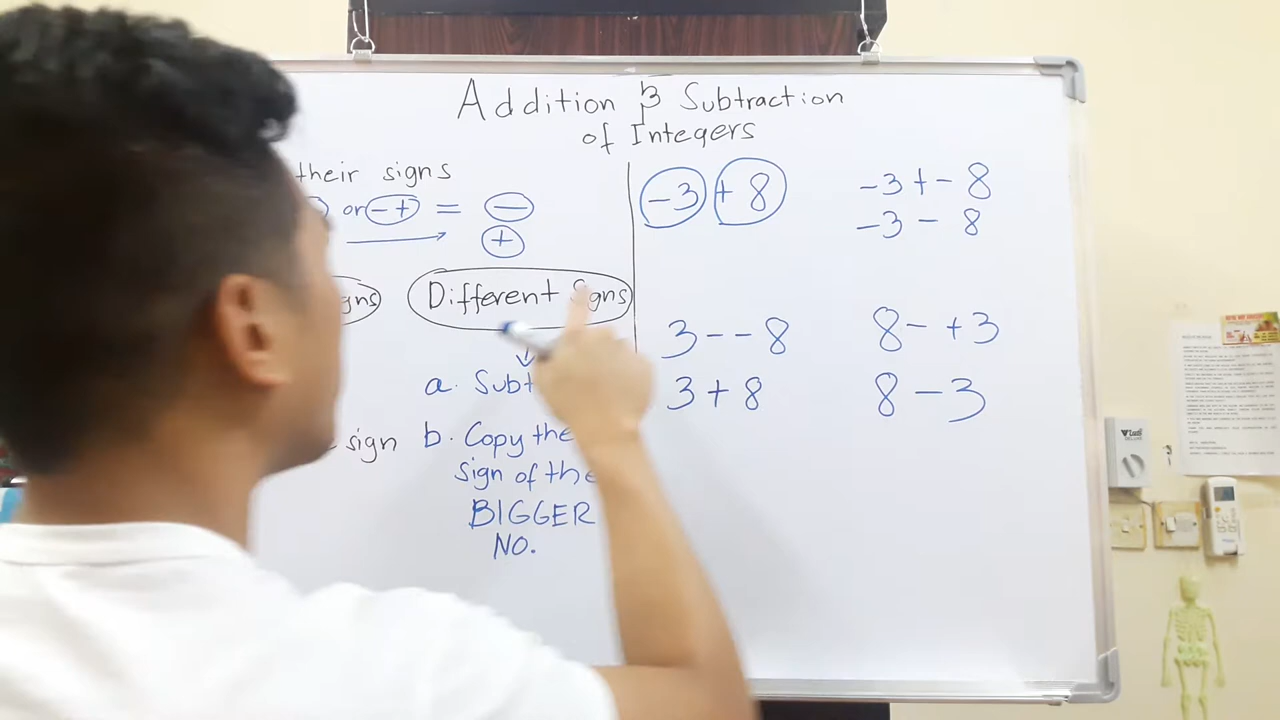 Addition & Subtraction
of Integers
their signs
or -+ = -
+
gns
Different Signs
a. Subt
sign
b. Copy the
sign of the
BIGGER
NO.
-3 + 8
-3 + - 8
-3 - 8
3 - - 8
3 + 8
8 - +3
8 - 3